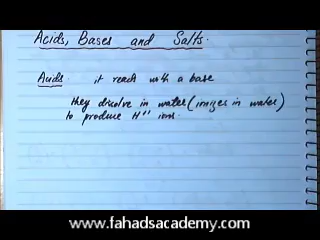 Acids, Bases and Salts.
Acids. it reacts with a base
they disolve in water (ionizes in water)
to produce H⁺ ions.
www.fahadsacademy.com